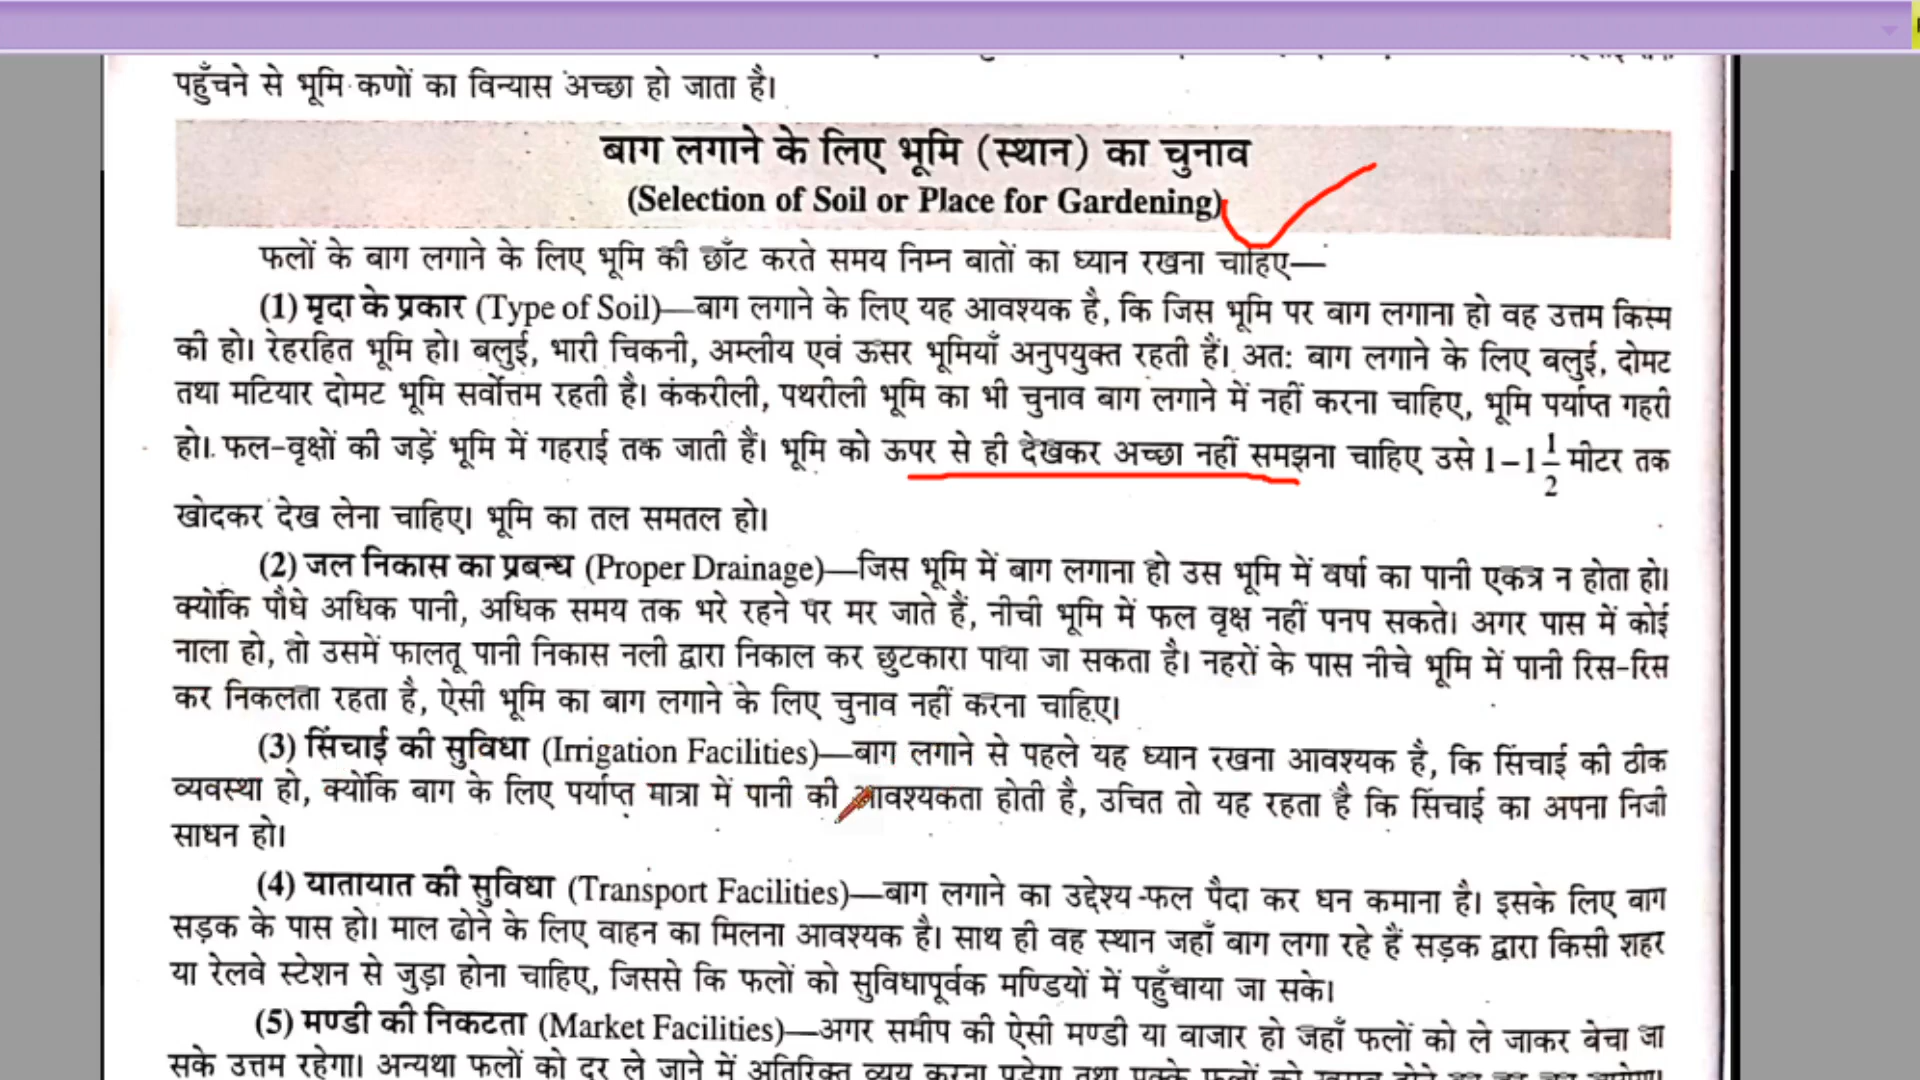 पहुँचने से भूमि कणों का विन्यास अच्छा हो जाता है।
बाग लगाने के लिए भूमि (स्थान) का चुनाव
(Selection of Soil or Place for Gardening)
फलों के बाग लगाने के लिए भूमि की छाँट करते समय निम्न बातों का ध्यान रखना चाहिए—
(1) मृदा के प्रकार (Type of Soil)—बाग लगाने के लिए यह आवश्यक है, कि जिस भूमि पर बाग लगाना हो वह उत्तम किस्म
की हो। रेहरहित भूमि हो। बलुई, भारी चिकनी, अम्लीय एवं ऊसर भूमियाँ अनुपयुक्त रहती हैं। अतः बाग लगाने के लिए बलुई, दोमट
तथा मटियार दोमट भूमि सर्वोत्तम रहती है। कंकरीली, पथरीली भूमि का भी चुनाव बाग लगाने में नहीं करना चाहिए, भूमि पर्याप्त गहरी
हो। फल-वृक्षों की जड़ें भूमि में गहराई तक जाती हैं। भूमि को ऊपर से ही देखकर अच्छा नहीं समझना चाहिए उसे 1–1 1/2 मीटर तक
खोदकर देख लेना चाहिए। भूमि का तल समतल हो।
(2) जल निकास का प्रबन्ध (Proper Drainage)—जिस भूमि में बाग लगाना हो उस भूमि में वर्षा का पानी एकत्र न होता हो।
क्योंकि पौधे अधिक पानी, अधिक समय तक भरे रहने पर मर जाते हैं, नीची भूमि में फल वृक्ष नहीं पनप सकते। अगर पास में कोई
नाला हो, तो उसमें फालतू पानी निकास नली द्वारा निकाल कर छुटकारा पाया जा सकता है। नहरों के पास नीचे भूमि में पानी रिस-रिस
कर निकलता रहता है, ऐसी भूमि का बाग लगाने के लिए चुनाव नहीं करना चाहिए।
(3) सिंचाई की सुविधा (Irrigation Facilities)—बाग लगाने से पहले यह ध्यान रखना आवश्यक है, कि सिंचाई की ठीक
व्यवस्था हो, क्योंकि बाग के लिए पर्याप्त मात्रा में पानी की आवश्यकता होती है, उचित तो यह रहता है कि सिंचाई का अपना निजी
साधन हो।
(4) यातायात की सुविधा (Transport Facilities)—बाग लगाने का उद्देश्य-फल पैदा कर धन कमाना है। इसके लिए बाग
सड़क के पास हो। माल ढोने के लिए वाहन का मिलना आवश्यक है। साथ ही वह स्थान जहाँ बाग लगा रहे हैं सड़क द्वारा किसी शहर
या रेलवे स्टेशन से जुड़ा होना चाहिए, जिससे कि फलों को सुविधापूर्वक मण्डियों में पहुँचाया जा सके।
(5) मण्डी की निकटता (Market Facilities)—अगर समीप की ऐसी मण्डी या बाजार हो जहाँ फलों को ले जाकर बेचा जा
सके उत्तम रहेगा। अन्यथा फलों को दूर ले जाने में अतिरिक्त व्यय करना पड़ेगा तथा पक्के फलों को